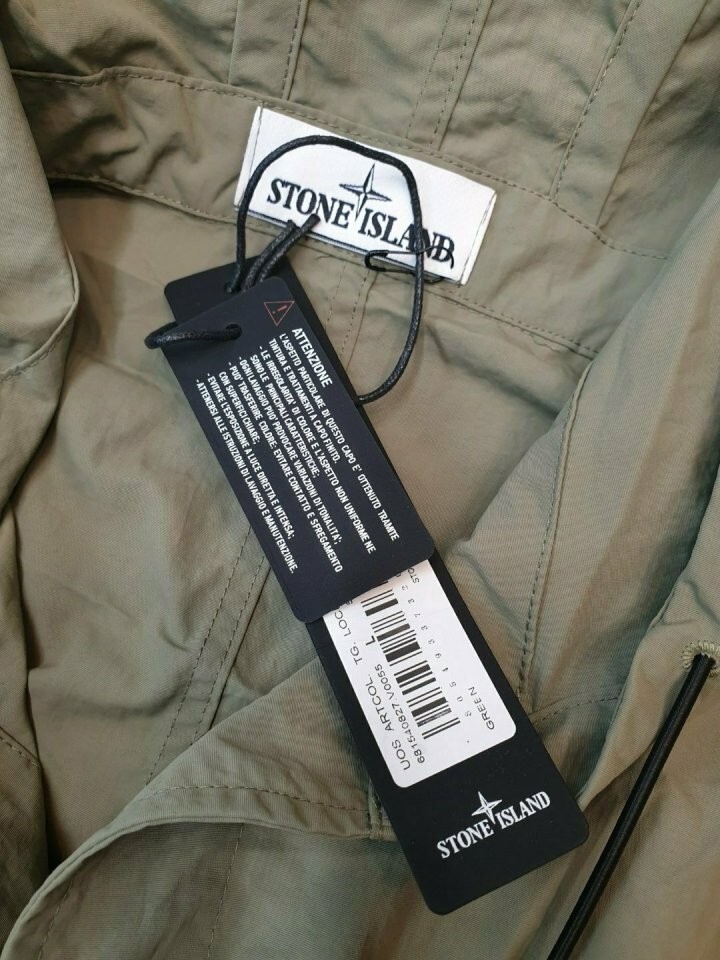 STONE ISLAND
ATTENZIONE
L'ASPETTO PARTICOLARE DI QUESTO CAPO E' OTTENUTO TRAMITE
TINTURA E TRATTAMENTI A CAPO FINITO.
- LE IRREGOLARITA' DI COLORE E L'ASPETTO NON UNIFORME NE
SONO LE PRINCIPALI CARATTERISTICHE;
- OGNI LAVAGGIO PUO' PROVOCARE VARIAZIONI DI TONALITA';
- PUO' TRASFERIRE COLORE: EVITARE CONTATTO E SFREGAMENTO
CON SUPERFICI CHIARE;
- EVITARE L'ESPOSIZIONE A LUCE DIRETTA E INTENSA;
- ATTENERSI ALLE ISTRUZIONI DI LAVAGGIO E MANUTENZIONE.
UOS ARTCOL. TG. LOC
681540827 V0055 L
GREEN
STONE ISLAND